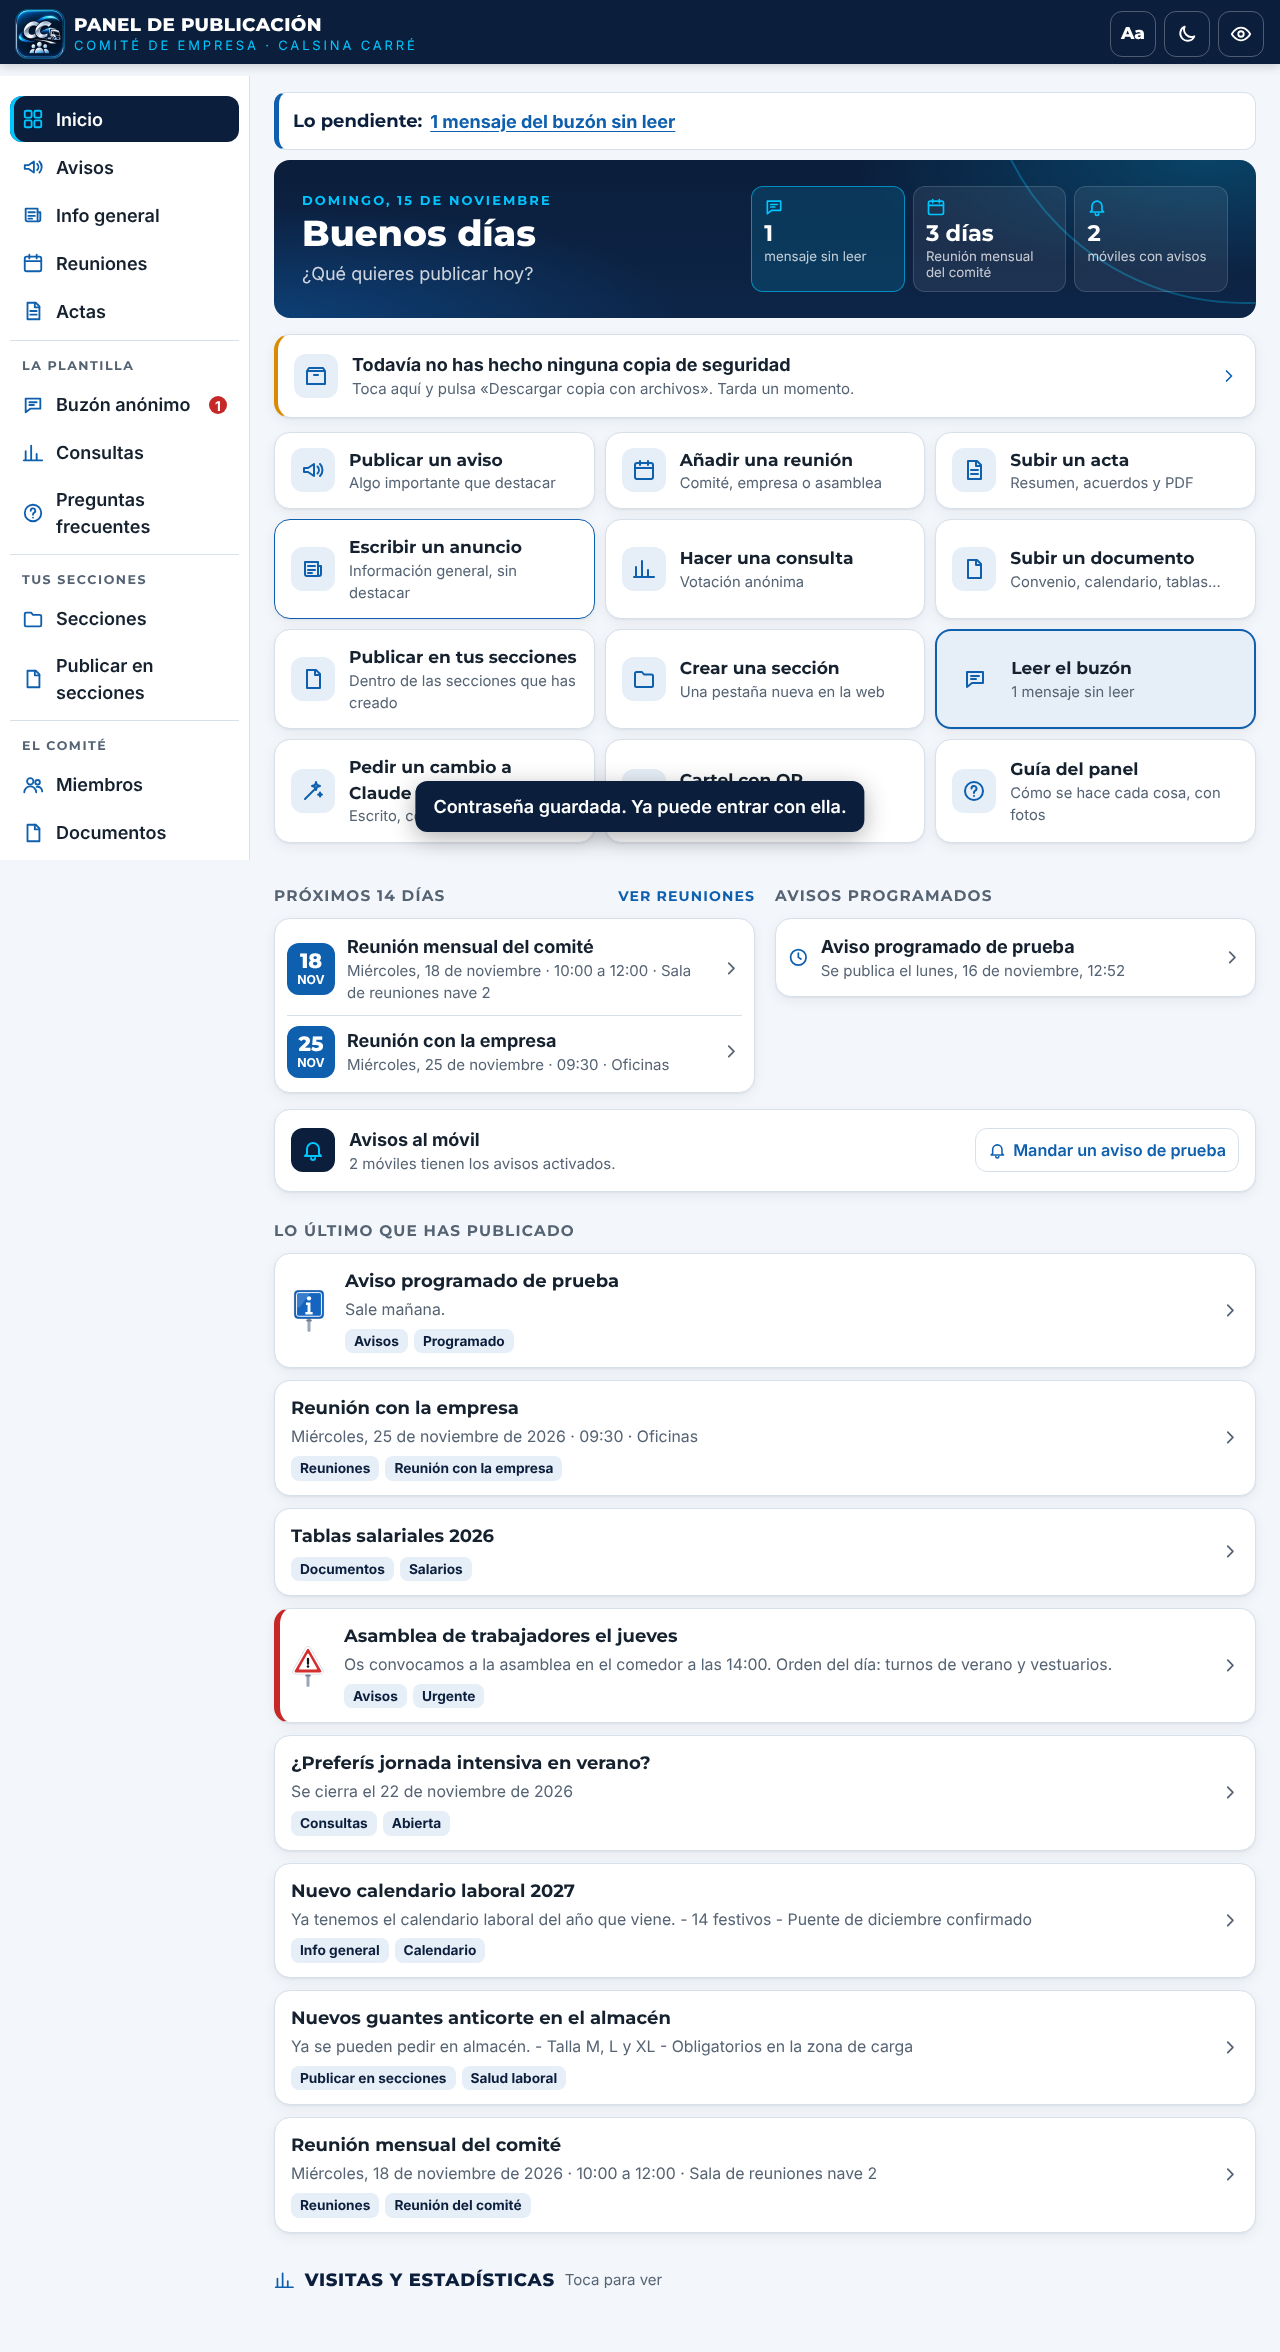 PANEL DE PUBLICACIÓN
COMITÉ DE EMPRESA · CALSINA CARRÉ
Aa
Inicio
Avisos
Info general
Reuniones
Actas
LA PLANTILLA
Buzón anónimo 1
Consultas
Preguntas
frecuentes
TUS SECCIONES
Secciones
Publicar en
secciones
EL COMITÉ
Miembros
Documentos
Lo pendiente: 1 mensaje del buzón sin leer
DOMINGO, 15 DE NOVIEMBRE
Buenos días
¿Qué quieres publicar hoy?
1
mensaje sin leer
3 días
Reunión mensual
del comité
2
móviles con avisos
Todavía no has hecho ninguna copia de seguridad
Toca aquí y pulsa «Descargar copia con archivos». Tarda un momento.
Publicar un aviso
Algo importante que destacar
Añadir una reunión
Comité, empresa o asamblea
Subir un acta
Resumen, acuerdos y PDF
Escribir un anuncio
Información general, sin
destacar
Hacer una consulta
Votación anónima
Subir un documento
Convenio, calendario, tablas...
Publicar en tus secciones
Dentro de las secciones que has
creado
Crear una sección
Una pestaña nueva en la web
Leer el buzón
1 mensaje sin leer
Pedir un cambio a
Claude
Escrito,
Cartel con QR
Guía del panel
Cómo se hace cada cosa, con
fotos
Contraseña guardada. Ya puede entrar con ella.
PRÓXIMOS 14 DÍAS
VER REUNIONES
18
NOV
Reunión mensual del comité
Miércoles, 18 de noviembre · 10:00 a 12:00 · Sala
de reuniones nave 2
25
NOV
Reunión con la empresa
Miércoles, 25 de noviembre · 09:30 · Oficinas
AVISOS PROGRAMADOS
Aviso programado de prueba
Se publica el lunes, 16 de noviembre, 12:52
Avisos al móvil
2 móviles tienen los avisos activados.
Mandar un aviso de prueba
LO ÚLTIMO QUE HAS PUBLICADO
Aviso programado de prueba
Sale mañana.
Avisos Programado
Reunión con la empresa
Miércoles, 25 de noviembre de 2026 · 09:30 · Oficinas
Reuniones Reunión con la empresa
Tablas salariales 2026
Documentos Salarios
Asamblea de trabajadores el jueves
Os convocamos a la asamblea en el comedor a las 14:00. Orden del día: turnos de verano y vestuarios.
Avisos Urgente
¿Preferís jornada intensiva en verano?
Se cierra el 22 de noviembre de 2026
Consultas Abierta
Nuevo calendario laboral 2027
Ya tenemos el calendario laboral del año que viene. - 14 festivos - Puente de diciembre confirmado
Info general Calendario
Nuevos guantes anticorte en el almacén
Ya se pueden pedir en almacén. - Talla M, L y XL - Obligatorios en la zona de carga
Publicar en secciones Salud laboral
Reunión mensual del comité
Miércoles, 18 de noviembre de 2026 · 10:00 a 12:00 · Sala de reuniones nave 2
Reuniones Reunión del comité
VISITAS Y ESTADÍSTICAS Toca para ver